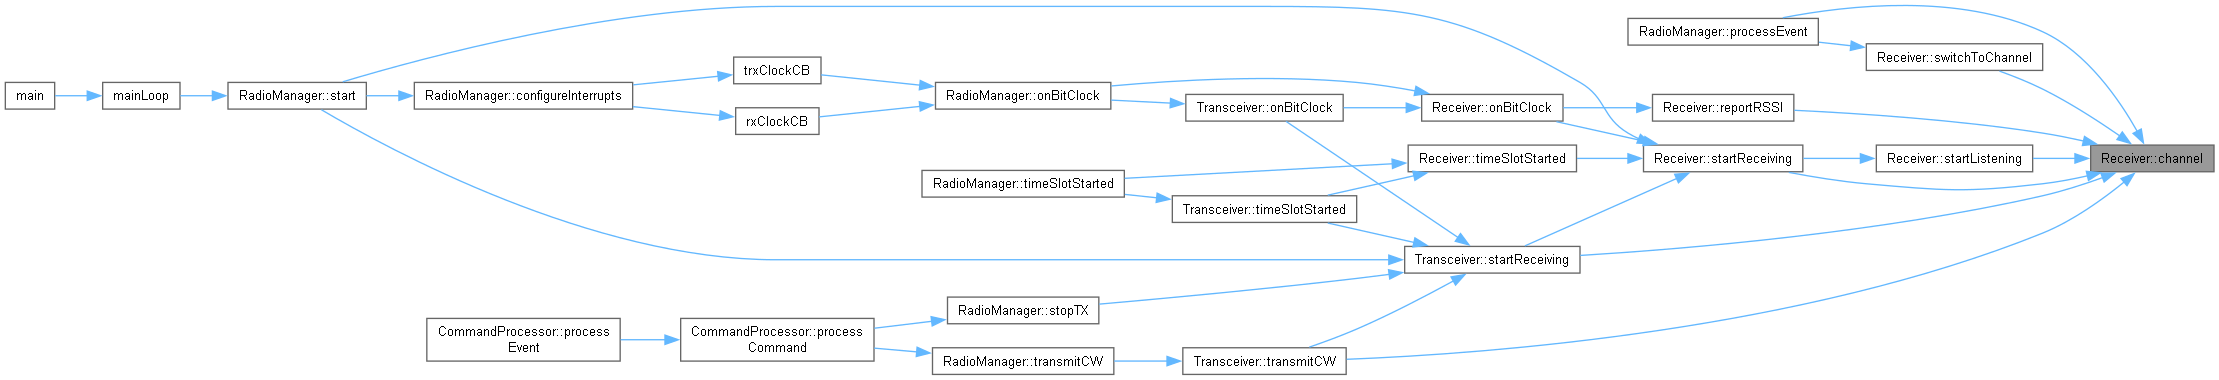 RadioManager::processEvent
Receiver::switchToChannel
trxClockCB
main
mainLoop
RadioManager::start
RadioManager::configureInterrupts
RadioManager::onBitClock
Transceiver::onBitClock
Receiver::onBitClock
Receiver::reportRSSI
rxClockCB
Receiver::timeSlotStarted
Receiver::startReceiving
Receiver::startListening
Receiver::channel
RadioManager::timeSlotStarted
Transceiver::timeSlotStarted
Transceiver::startReceiving
RadioManager::stopTX
CommandProcessor::process
Event
CommandProcessor::process
Command
RadioManager::transmitCW
Transceiver::transmitCW